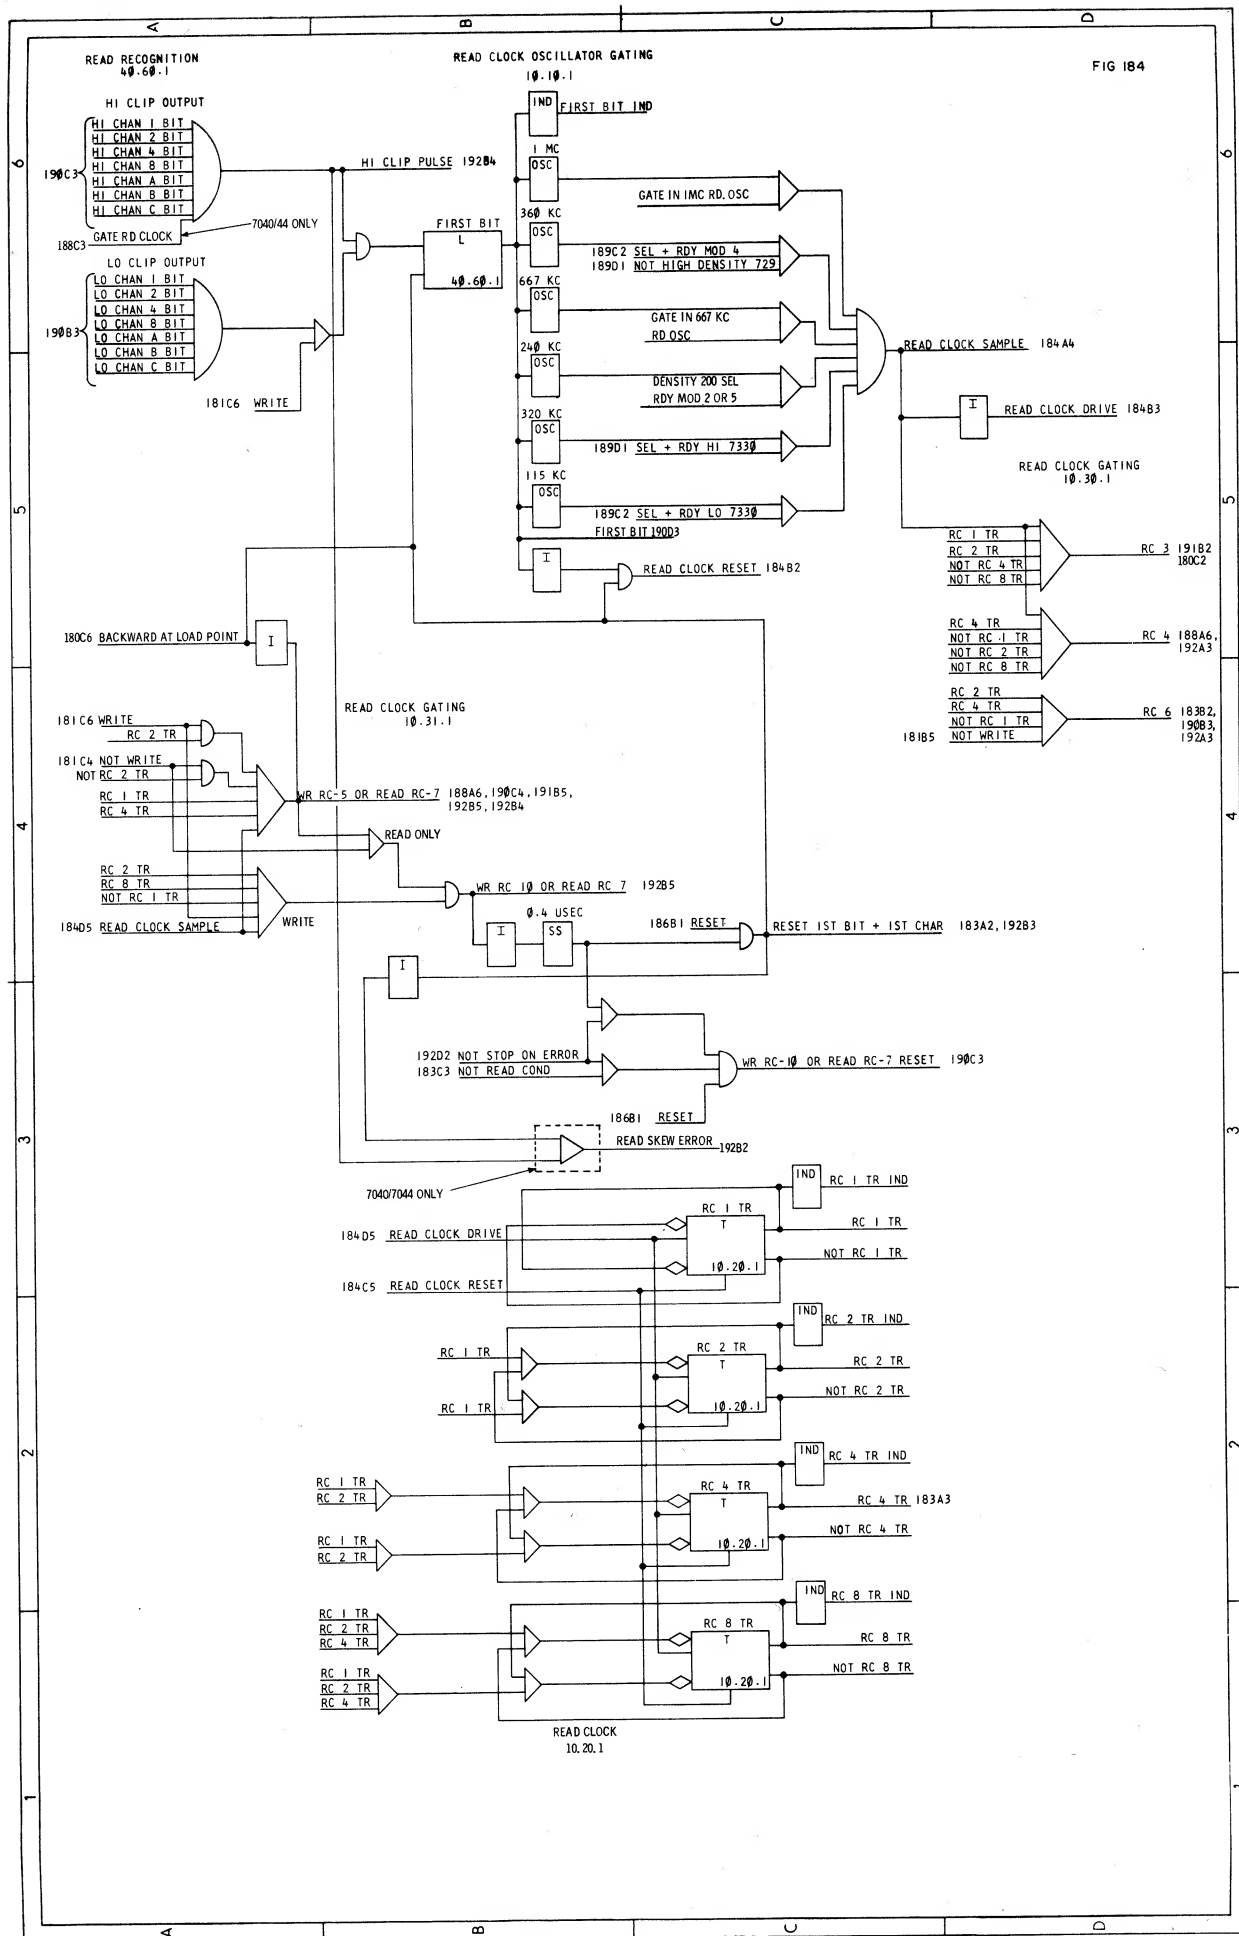 A B C D
READ RECOGNITION
40.60.1
READ CLOCK OSCILLATOR GATING
10.10.1
FIG 184
HI CLIP OUTPUT
HI CHAN 1 BIT
HI CHAN 2 BIT
HI CHAN 4 BIT
190C3
HI CHAN 8 BIT
HI CHAN A BIT
HI CHAN B BIT
HI CHAN C BIT
7040/44 ONLY
188C3 GATE RD CLOCK
HI CLIP PULSE 192B4
LO CLIP OUTPUT
LO CHAN 1 BIT
LO CHAN 2 BIT
LO CHAN 4 BIT
190B3
LO CHAN 8 BIT
LO CHAN A BIT
LO CHAN B BIT
LO CHAN C BIT
181C6 WRITE
FIRST BIT
L
40.60.1
IND FIRST BIT IND
1 MC
OSC
GATE IN 1MC RD. OSC
360 KC
OSC
189C2 SEL + RDY MOD 4
189D1 NOT HIGH DENSITY 729
667 KC
OSC
GATE IN 667 KC
RD OSC
240 KC
OSC
DENSITY 200 SEL
RDY MOD 2 OR 5
320 KC
OSC
189D1 SEL + RDY HI 7330
115 KC
OSC
189C2 SEL + RDY LO 7330
FIRST BIT 190D3
I
READ CLOCK RESET 184B2
READ CLOCK SAMPLE 184A4
I
READ CLOCK DRIVE 184B3
READ CLOCK GATING
10.30.1
RC 1 TR
RC 2 TR
NOT RC 4 TR
NOT RC 8 TR
RC 3 191B2
180C2
RC 4 TR
NOT RC 1 TR
NOT RC 2 TR
NOT RC 8 TR
RC 4 188A6,
192A3
RC 2 TR
RC 4 TR
NOT RC 1 TR
181B5 NOT WRITE
RC 6 183B2,
190B3,
192A3
180C6 BACKWARD AT LOAD POINT
I
READ CLOCK GATING
10.31.1
181C6 WRITE
RC 2 TR
181C4 NOT WRITE
NOT RC 2 TR
RC 1 TR
RC 4 TR
WR RC-5 OR READ RC-7 188A6, 190C4, 191B5,
192B5, 192B4
READ ONLY
RC 2 TR
RC 8 TR
NOT RC 1 TR
184D5 READ CLOCK SAMPLE
WRITE
WR RC 10 OR READ RC 7 192B5
0.4 USEC
I
SS
186B1 RESET
RESET 1ST BIT + 1ST CHAR 183A2, 192B3
I
192D2 NOT STOP ON ERROR
183C3 NOT READ COND
WR RC-10 OR READ RC-7 RESET 190C3
186B1 RESET
READ SKEW ERROR 192B2
7040/7044 ONLY
IND RC 1 TR IND
RC 1 TR
T
10.20.1
184D5 READ CLOCK DRIVE
184C5 READ CLOCK RESET
RC 1 TR
NOT RC 1 TR
IND RC 2 TR IND
RC 1 TR
RC 1 TR
RC 2 TR
T
10.20.1
RC 2 TR
NOT RC 2 TR
IND RC 4 TR IND
RC 1 TR
RC 2 TR
RC 1 TR
RC 2 TR
RC 4 TR
T
10.20.1
RC 4 TR 183A3
NOT RC 4 TR
IND RC 8 TR IND
RC 1 TR
RC 2 TR
RC 4 TR
RC 1 TR
RC 2 TR
RC 4 TR
RC 8 TR
T
10.20.1
RC 8 TR
NOT RC 8 TR
READ CLOCK
10.20.1
6 5 4 3 2 1
6 5 4 3 2 1
A B C D